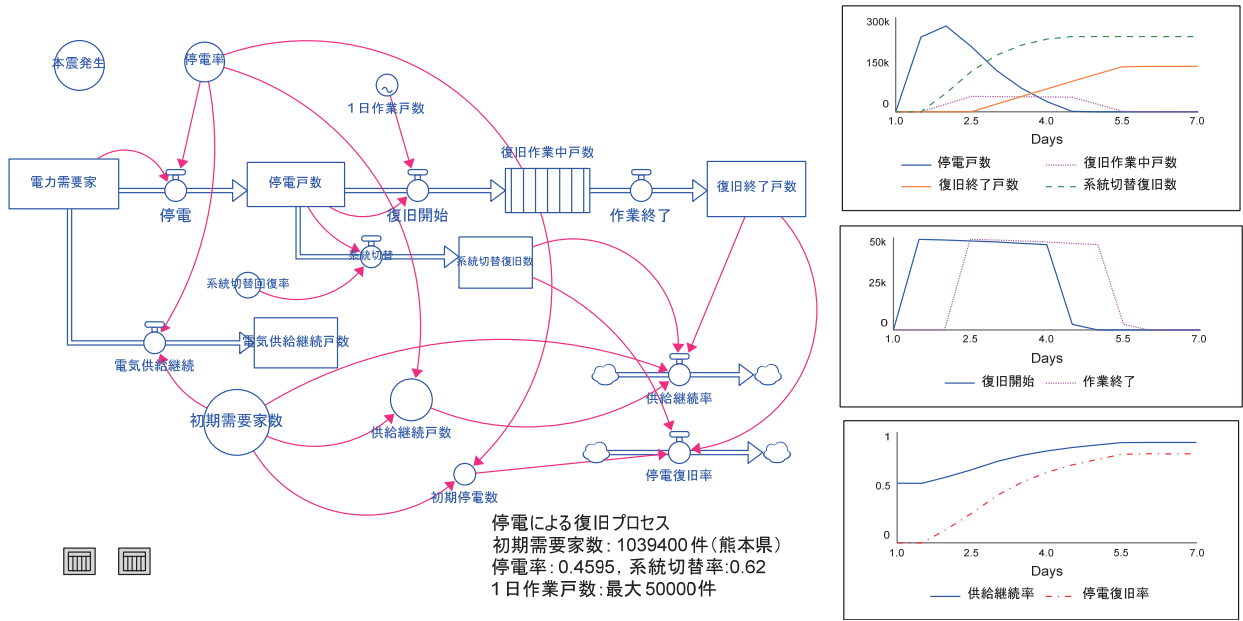 本震発生
停電率
1日作業戸数
電力需要家
停電
停電戸数
復旧開始
復旧作業中戸数
作業終了
復旧終了戸数
系統切替
系統切替回復率
系統切替復旧数
電気供給継続
電気供給継続戸数
初期需要家数
供給継続戸数
供給継続率
初期停電数
停電復旧率
停電による復旧プロセス
初期需要家数：1039400件（熊本県）
停電率：0.4595，系統切替率:0.62
1日作業戸数：最大50000件
300k
150k
0
1.0 2.5 4.0 5.5 7.0
Days
停電戸数 復旧作業中戸数
復旧終了戸数 系統切替復旧数
50k
25k
0
1.0 2.5 4.0 5.5 7.0
Days
復旧開始 作業終了
1
0.5
0
1.0 2.5 4.0 5.5 7.0
Days
供給継続率 停電復旧率